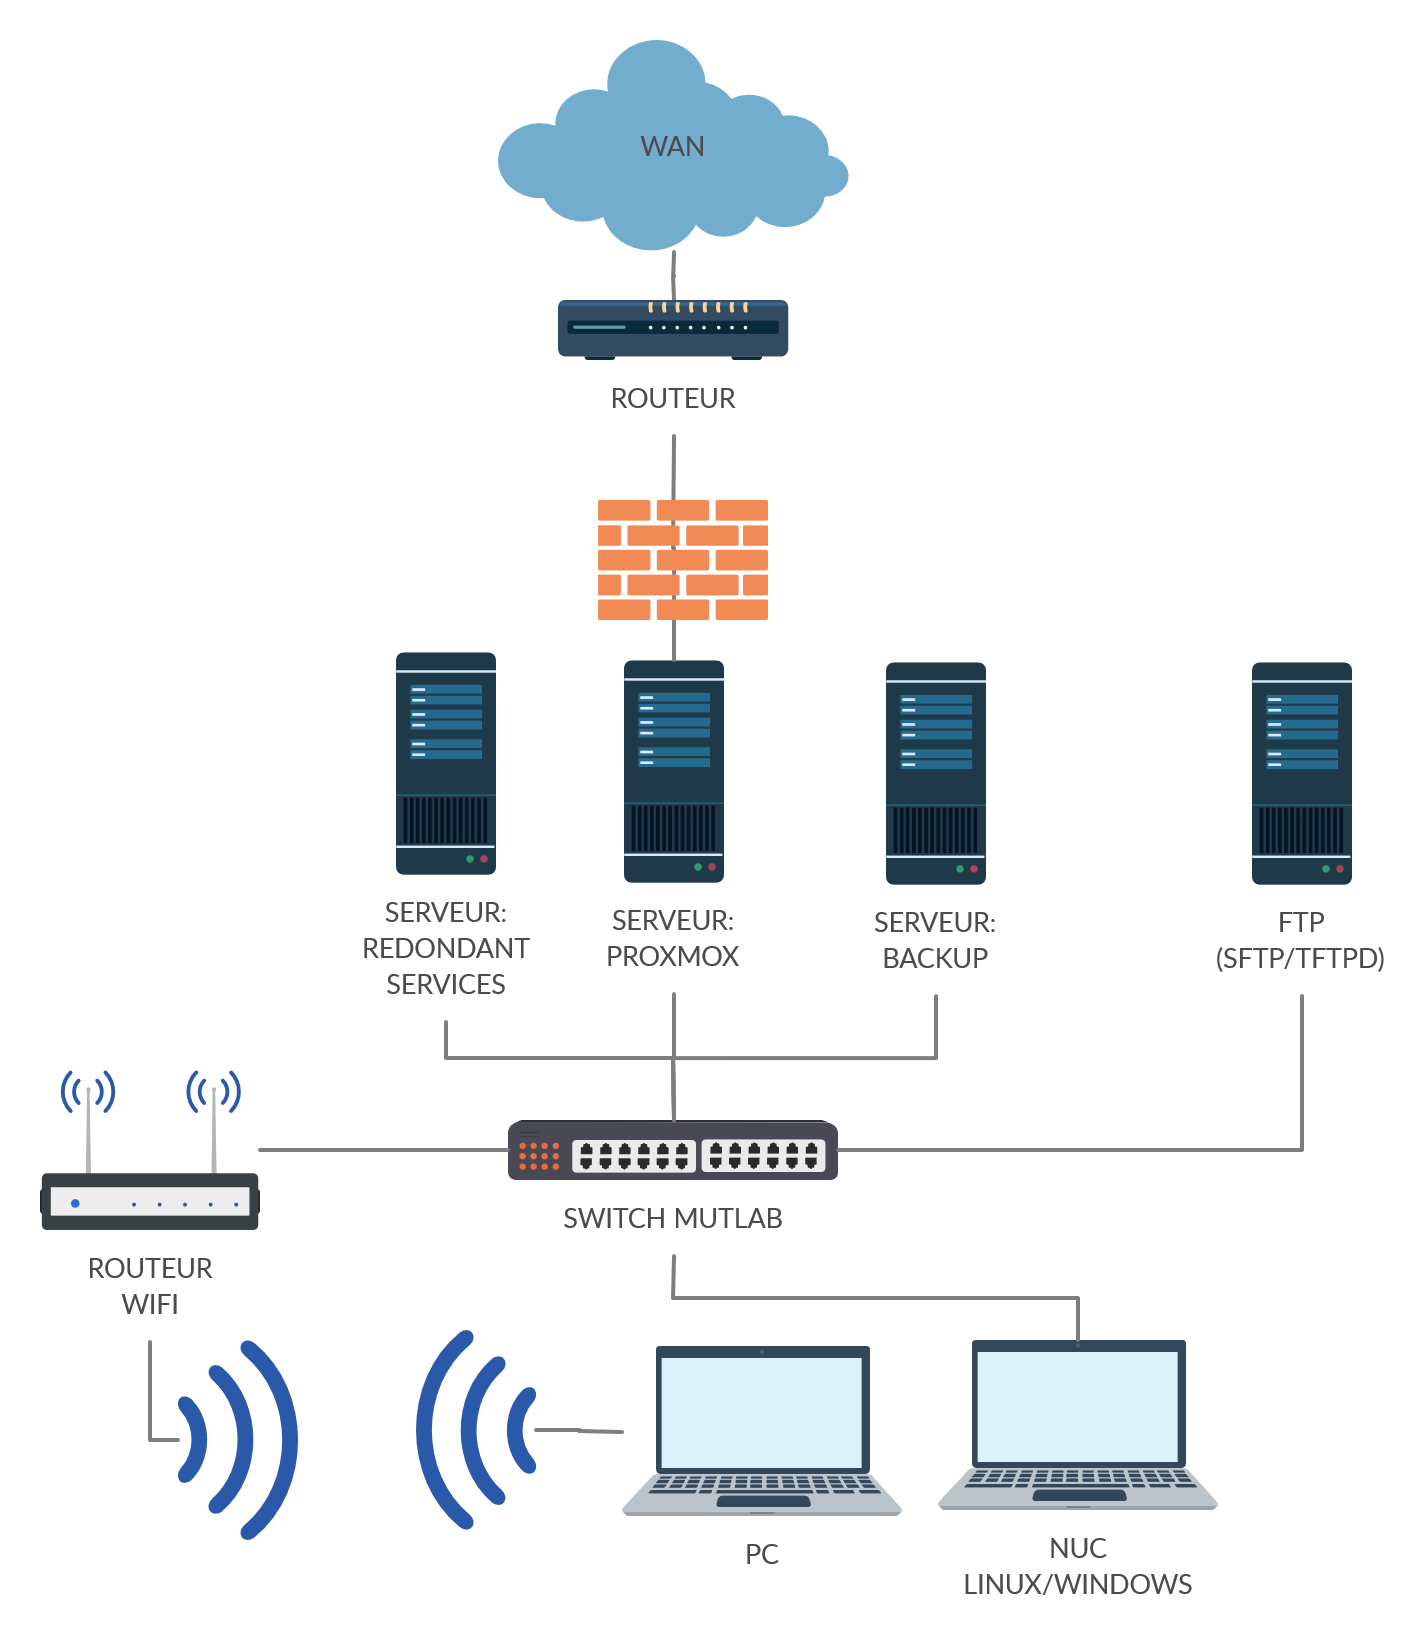 WAN
ROUTEUR
SERVEUR:
REDONDANT
SERVICES
SERVEUR:
PROXMOX
SERVEUR:
BACKUP
FTP
(SFTP/TFTPD)
SWITCH MUTLAB
ROUTEUR
WIFI
PC
NUC
LINUX/WINDOWS